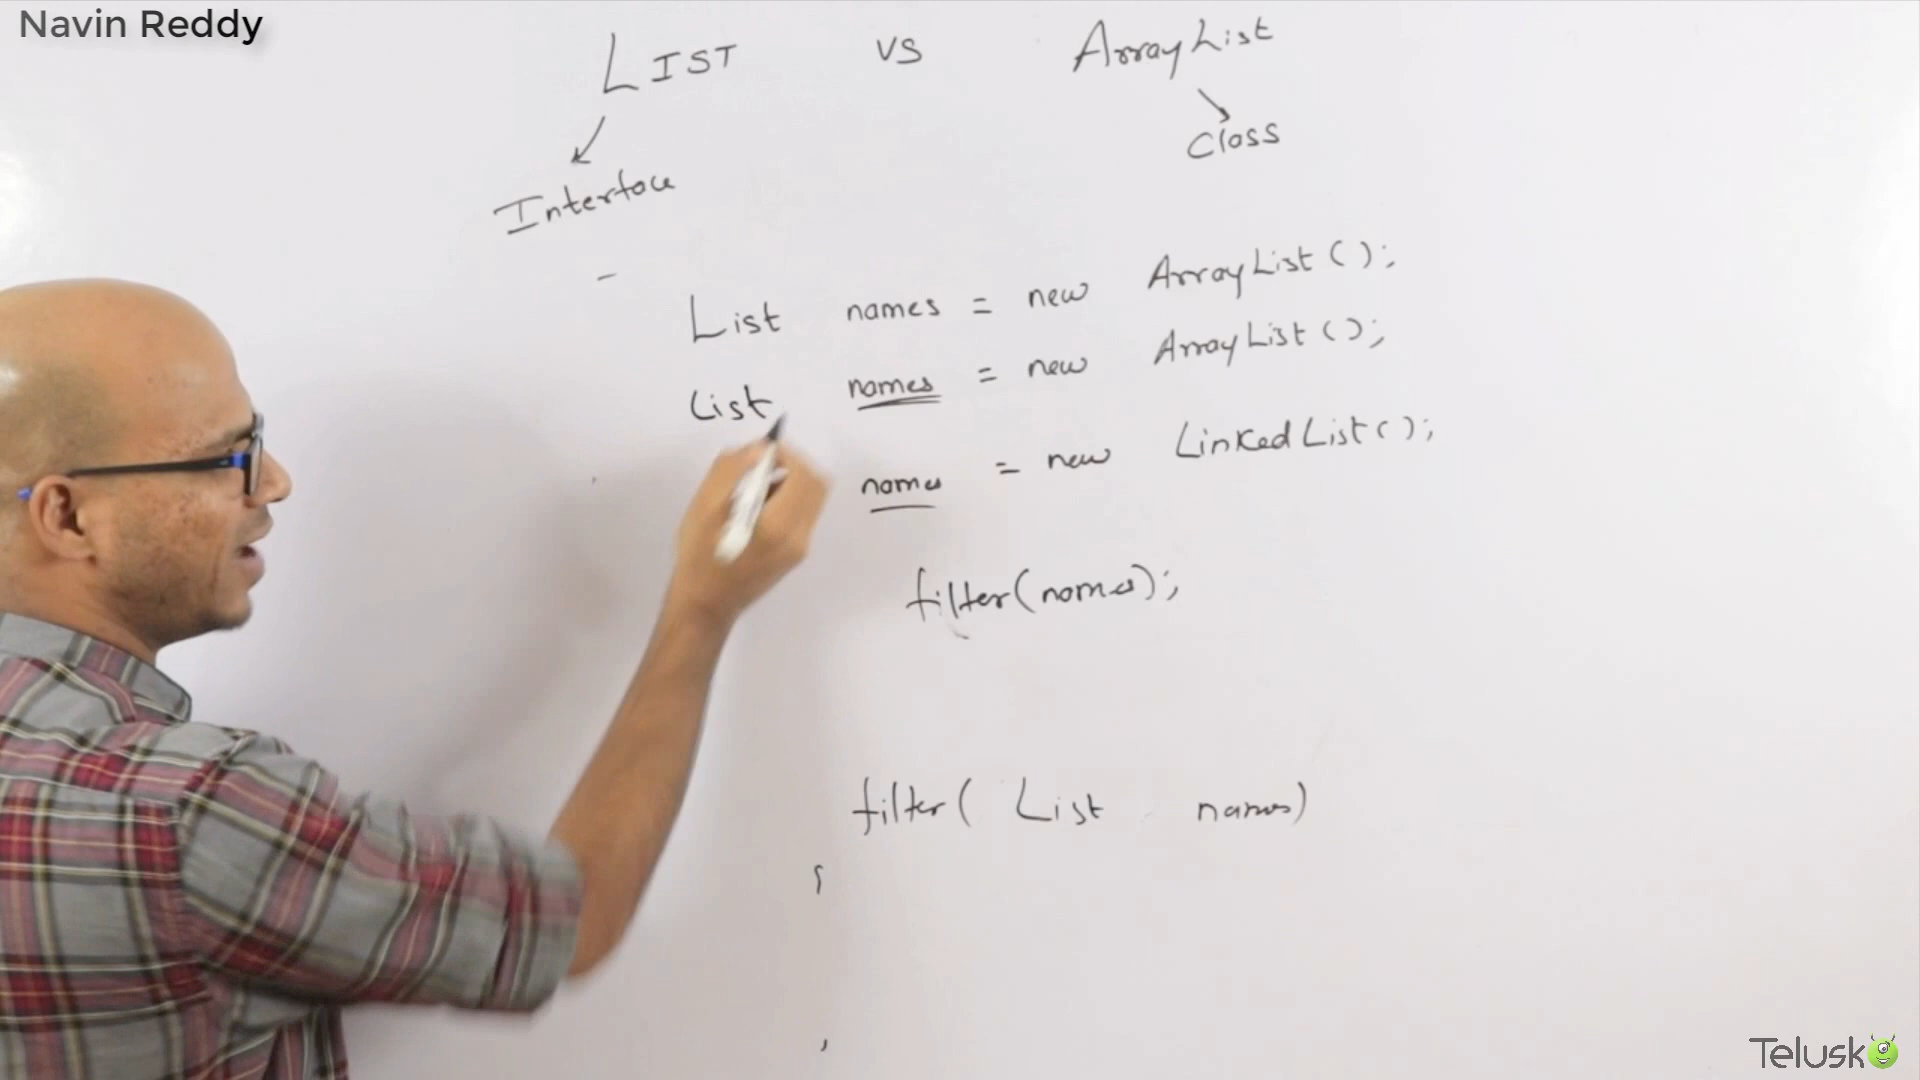 Navin Reddy
LIST vs ArrayList
Interface
Class
List names = new ArrayList();
List names = new ArrayList();
names = new LinkedList();
filter(names);
filter( List names)
{
Telusko